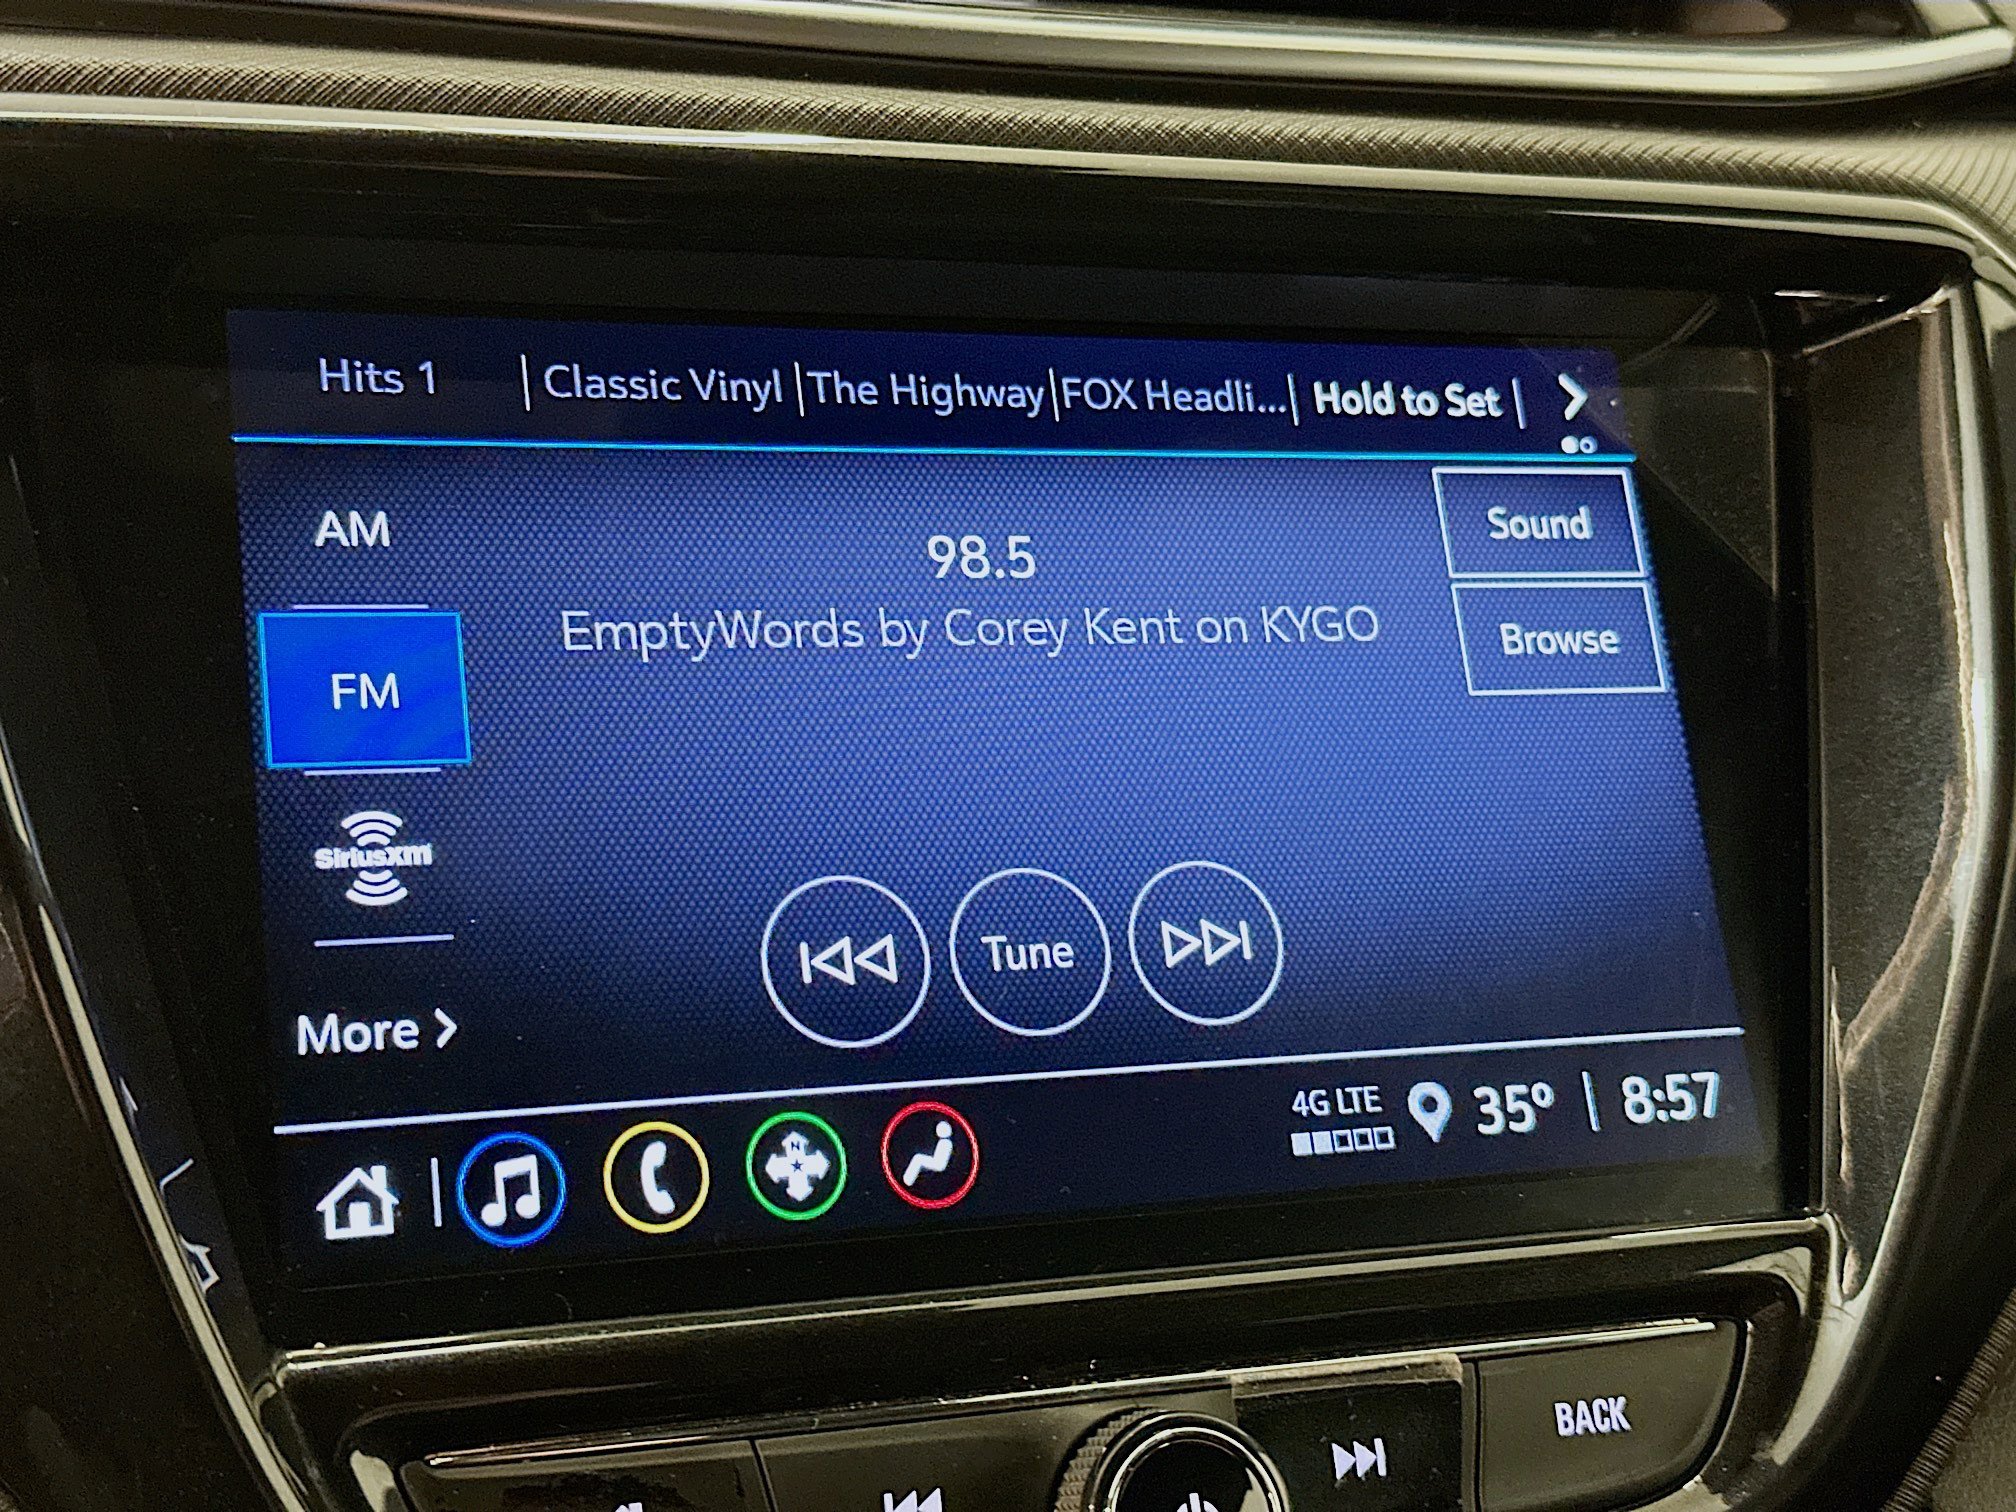 Hits 1 | Classic Vinyl | The Highway | FOX Headli... | Hold to Set |
AM
98.5
Sound
EmptyWords by Corey Kent on KYGO
Browse
FM
SiriusXM
Tune
More
4G LTE 35° | 8:57
N
BACK